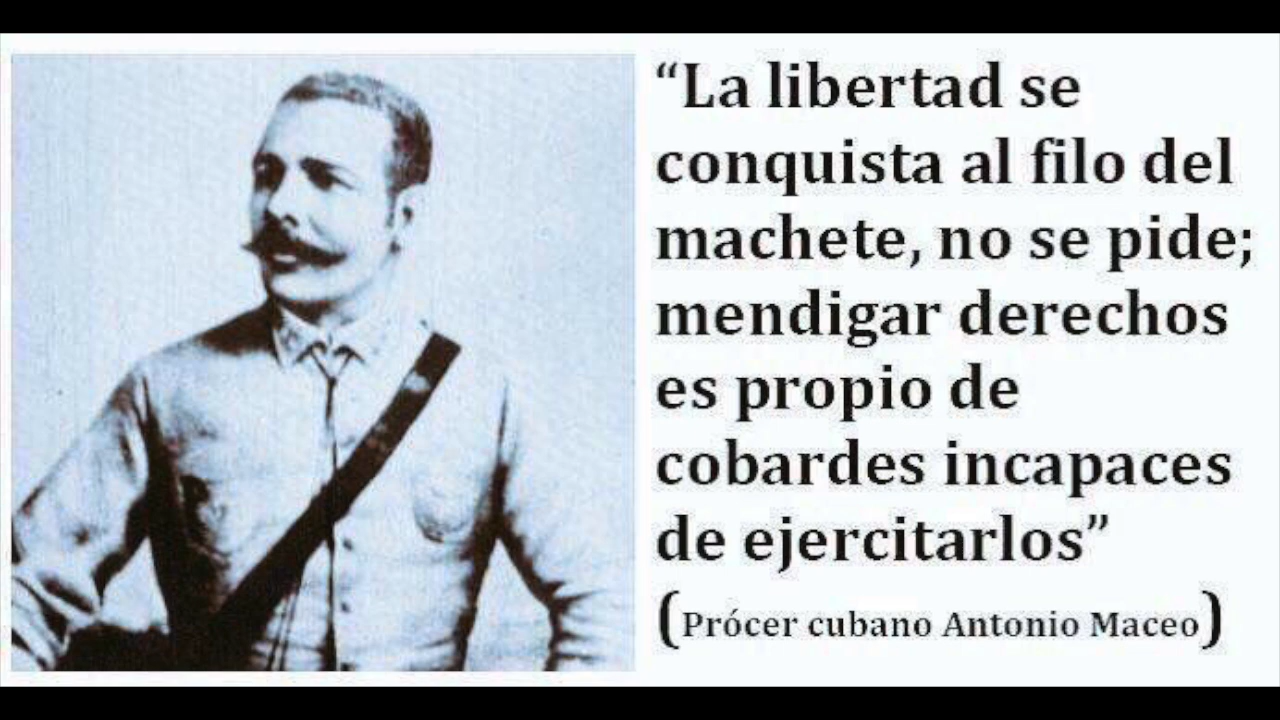 “La libertad se
conquista al filo del
machete, no se pide;
mendigar derechos
es propio de
cobardes incapaces
de ejercitarlos”
(Prócer cubano Antonio Maceo)